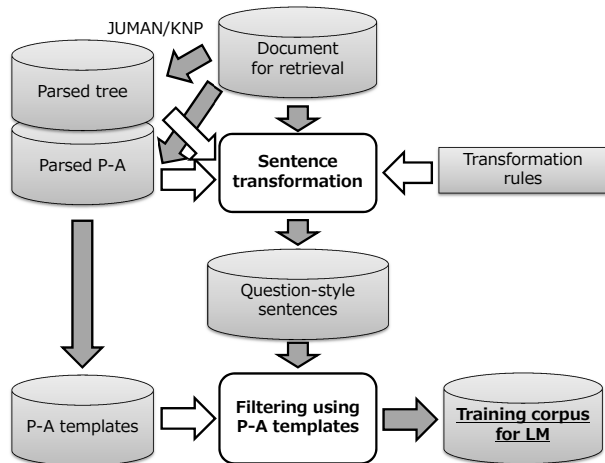 JUMAN/KNP
Document
for retrieval
Parsed tree
Parsed P-A
Sentence
transformation
Transformation
rules
Question-style
sentences
P-A templates
Filtering using
P-A templates
Training corpus
for LM